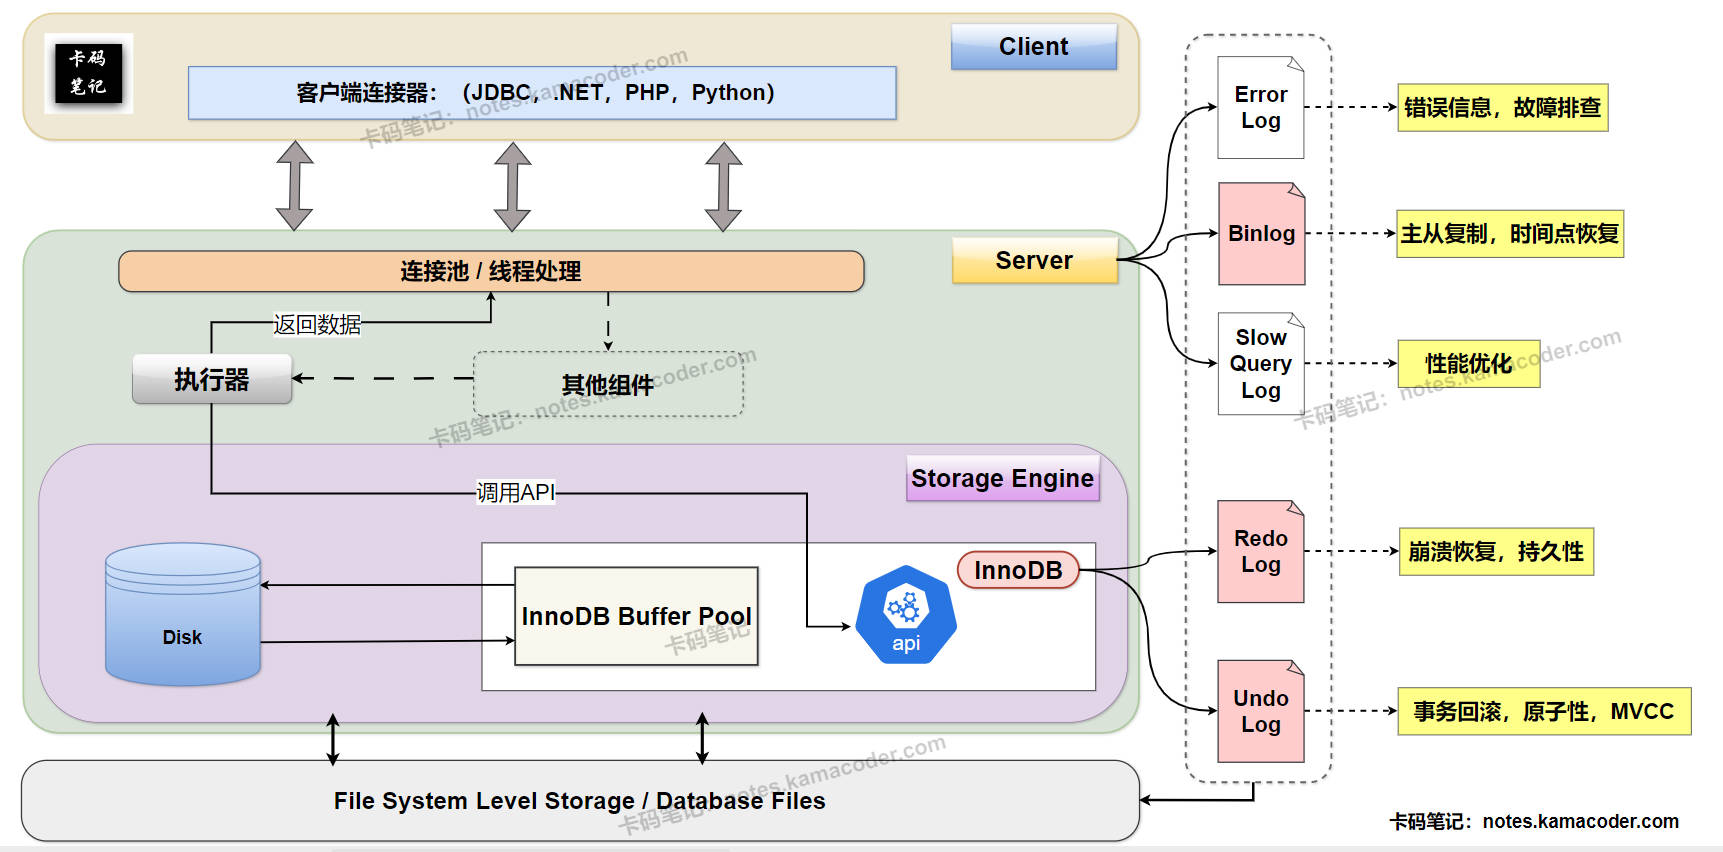 卡码
笔记
Client
客户端连接器：（JDBC，.NET，PHP，Python）
卡码笔记：notes.kamacoder.com
Server
连接池 / 线程处理
返回数据
执行器
其他组件
卡码笔记：notes.kamacoder.com
Storage Engine
调用API
Disk
InnoDB Buffer Pool
卡码笔记
InnoDB
api
File System Level Storage / Database Files
卡码笔记：notes.kamacoder.com
Error
Log
错误信息，故障排查
Binlog
主从复制，时间点恢复
Slow
Query
Log
性能优化
卡码笔记：notes.kamacoder.com
Redo
Log
崩溃恢复，持久性
Undo
Log
事务回滚，原子性，MVCC
卡码笔记：notes.kamacoder.com